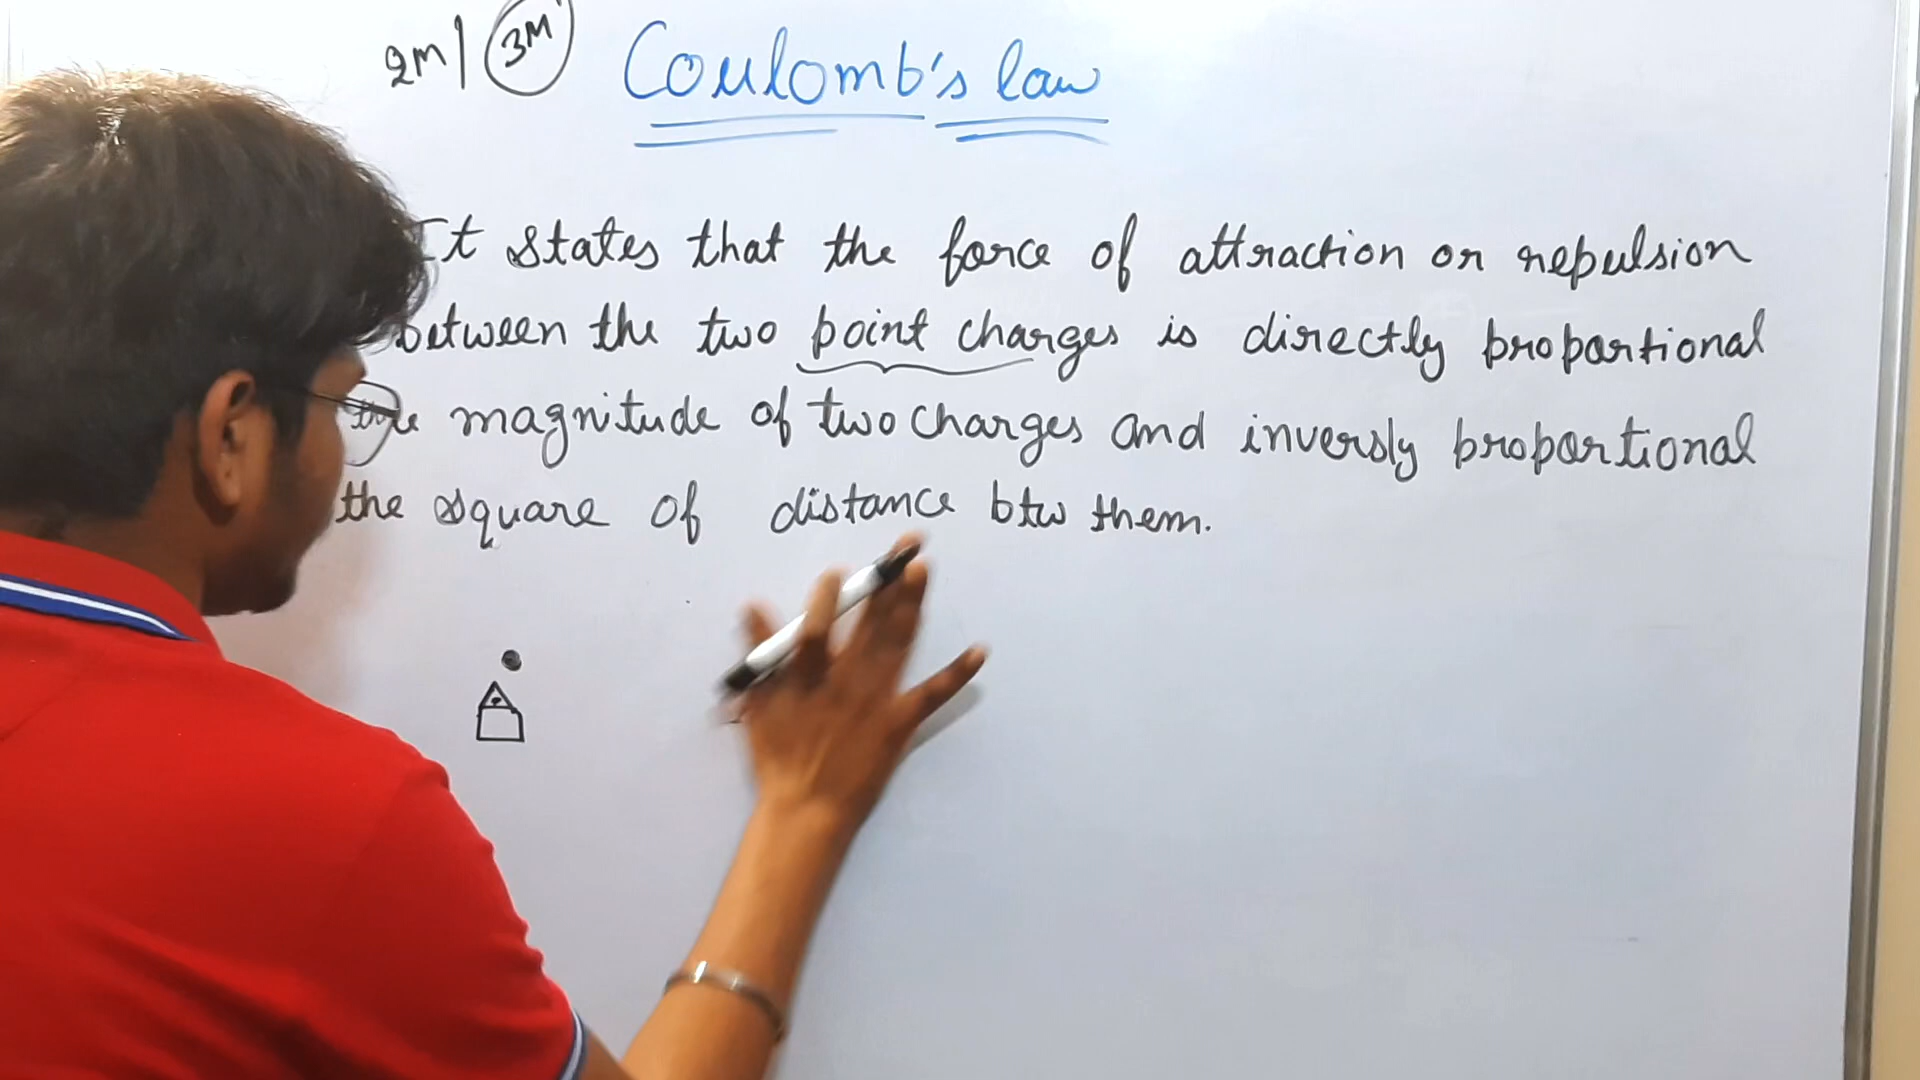 2M | 3M
Coulomb's law
It states that the force of attraction or repulsion
between the two point charges is directly proportional
the magnitude of two charges and inversly proportional
the square of distance btw them.